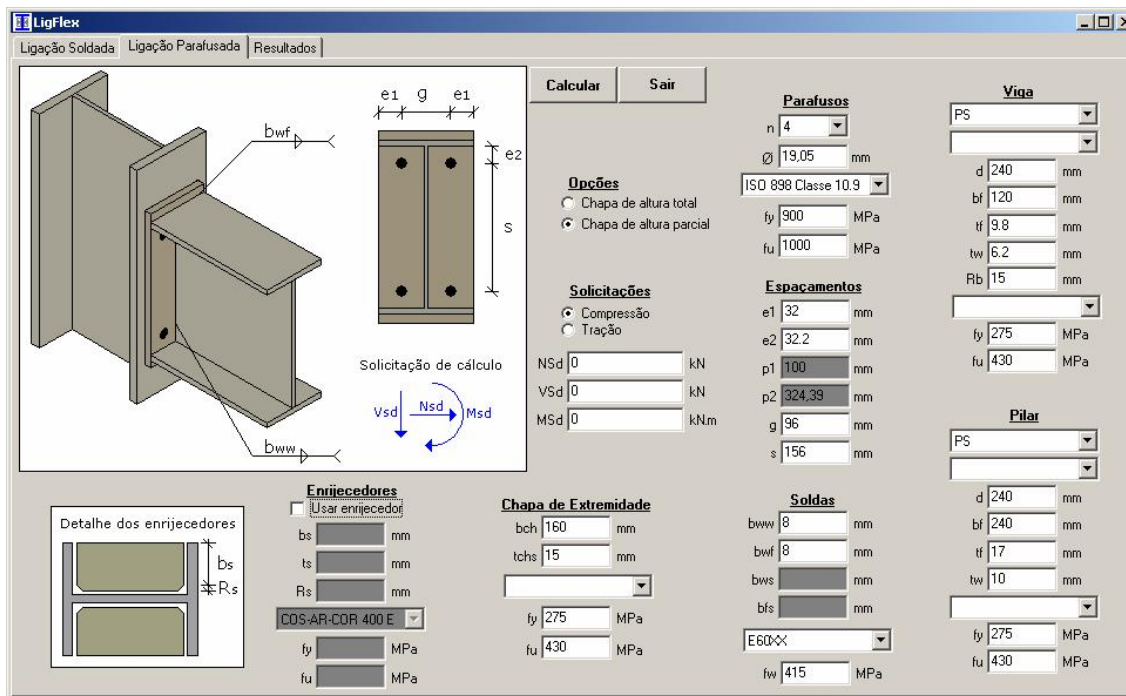 LigFlex
Ligação Soldada Ligação Parafusada Resultados
e1 g e1
bwf
e2
s
Solicitação de cálculo
Vsd Nsd Msd
bww
Calcular Sair
Opções
Chapa de altura total
Chapa de altura parcial
Solicitações
Compressão
Tração
NSd 0 kN
VSd 0 kN
MSd 0 kN.m
Parafusos
n 4
Ø 19,05 mm
ISO 898 Classe 10.9
fy 900 MPa
fu 1000 MPa
Espaçamentos
e1 32 mm
e2 32.2 mm
p1 100 mm
p2 324,39 mm
g 96 mm
s 156 mm
Viga
PS
d 240 mm
bf 120 mm
tf 9.8 mm
tw 6.2 mm
Rb 15 mm
fy 275 MPa
fu 430 MPa
Pilar
PS
d 240 mm
bf 240 mm
tf 17 mm
tw 10 mm
fy 275 MPa
fu 430 MPa
Detalhe dos enrijecedores
bs
Rs
Enrijecedores
Usar enrijecedor
bs mm
ts mm
Rs mm
COS-AR-COR 400 E
fy MPa
fu MPa
Chapa de Extremidade
bch 160 mm
tchs 15 mm
fy 275 MPa
fu 430 MPa
Soldas
bww 8 mm
bwf 8 mm
bws mm
bfs mm
E60XX
fw 415 MPa